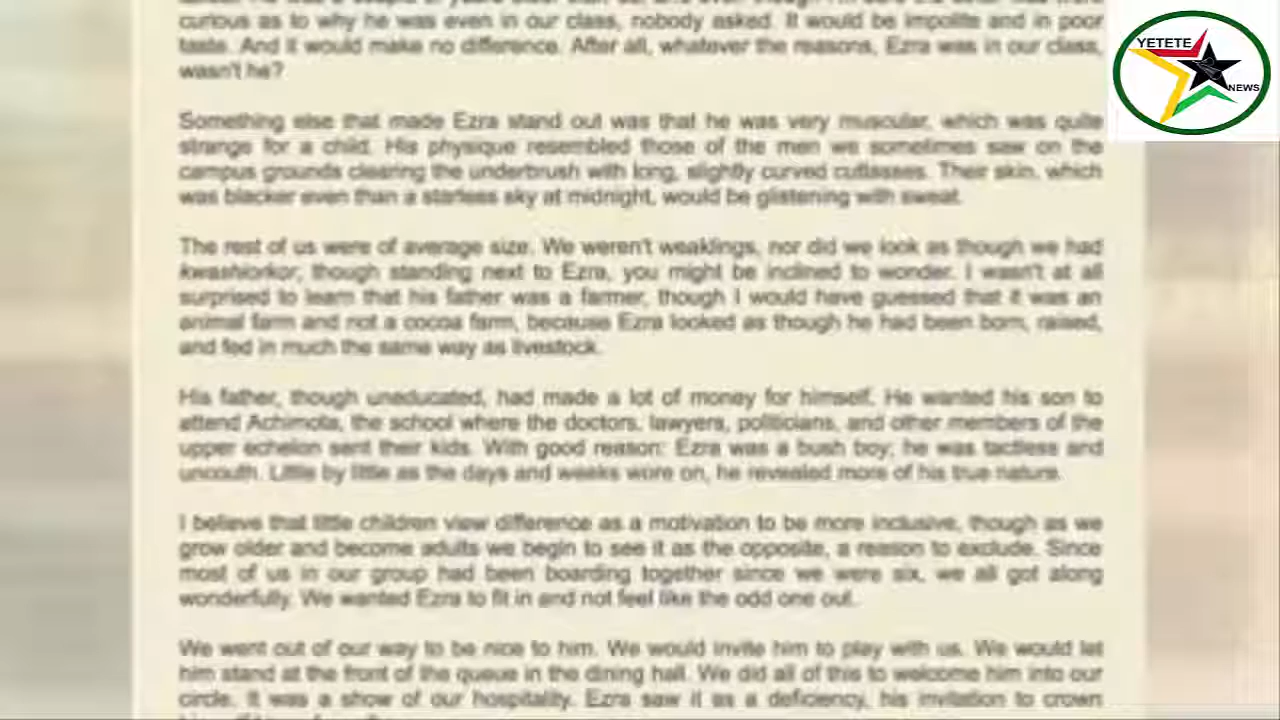 curious as to why he was even in our class, nobody asked. It would be impolite and in poor
taste. And it would make no difference. After all, whatever the reasons, Ezra was in our class,
wasn't he?
Something else that made Ezra stand out was that he was very muscular, which was quite
strange for a child. His physique resembled those of the men we sometimes saw on the
campus grounds clearing the underbrush with long, slightly curved cutlasses. Their skin, which
was blacker even than a starless sky at midnight, would be glistening with sweat.
The rest of us were of average size. We weren't weaklings, nor did we look as though we had
kwashiorkor, though standing next to Ezra, you might be inclined to wonder. I wasn't at all
surprised to learn that his father was a farmer, though I would have guessed that it was an
animal farm and not a cocoa farm, because Ezra looked as though he had been born, raised,
and fed in much the same way as livestock.
His father, though uneducated, had made a lot of money for himself. He wanted his son to
attend Achimota, the school where the doctors, lawyers, politicians, and other members of the
upper echelon sent their kids. With good reason: Ezra was a bush boy; he was tactless and
uncouth. Little by little as the days and weeks wore on, he revealed more of his true nature.
I believe that little children view difference as a motivation to be more inclusive, though as we
grow older and become adults we begin to see it as the opposite, a reason to exclude. Since
most of us in our group had been boarding together since we were six, we all got along
wonderfully. We wanted Ezra to fit in and not feel like the odd one out.
We went out of our way to be nice to him. We would invite him to play with us. We would let
him stand at the front of the queue in the dining hall. We did all of this to welcome him into our
circle. It was a show of our hospitality. Ezra saw it as a deficiency, his invitation to crown
YETETE
NEWS